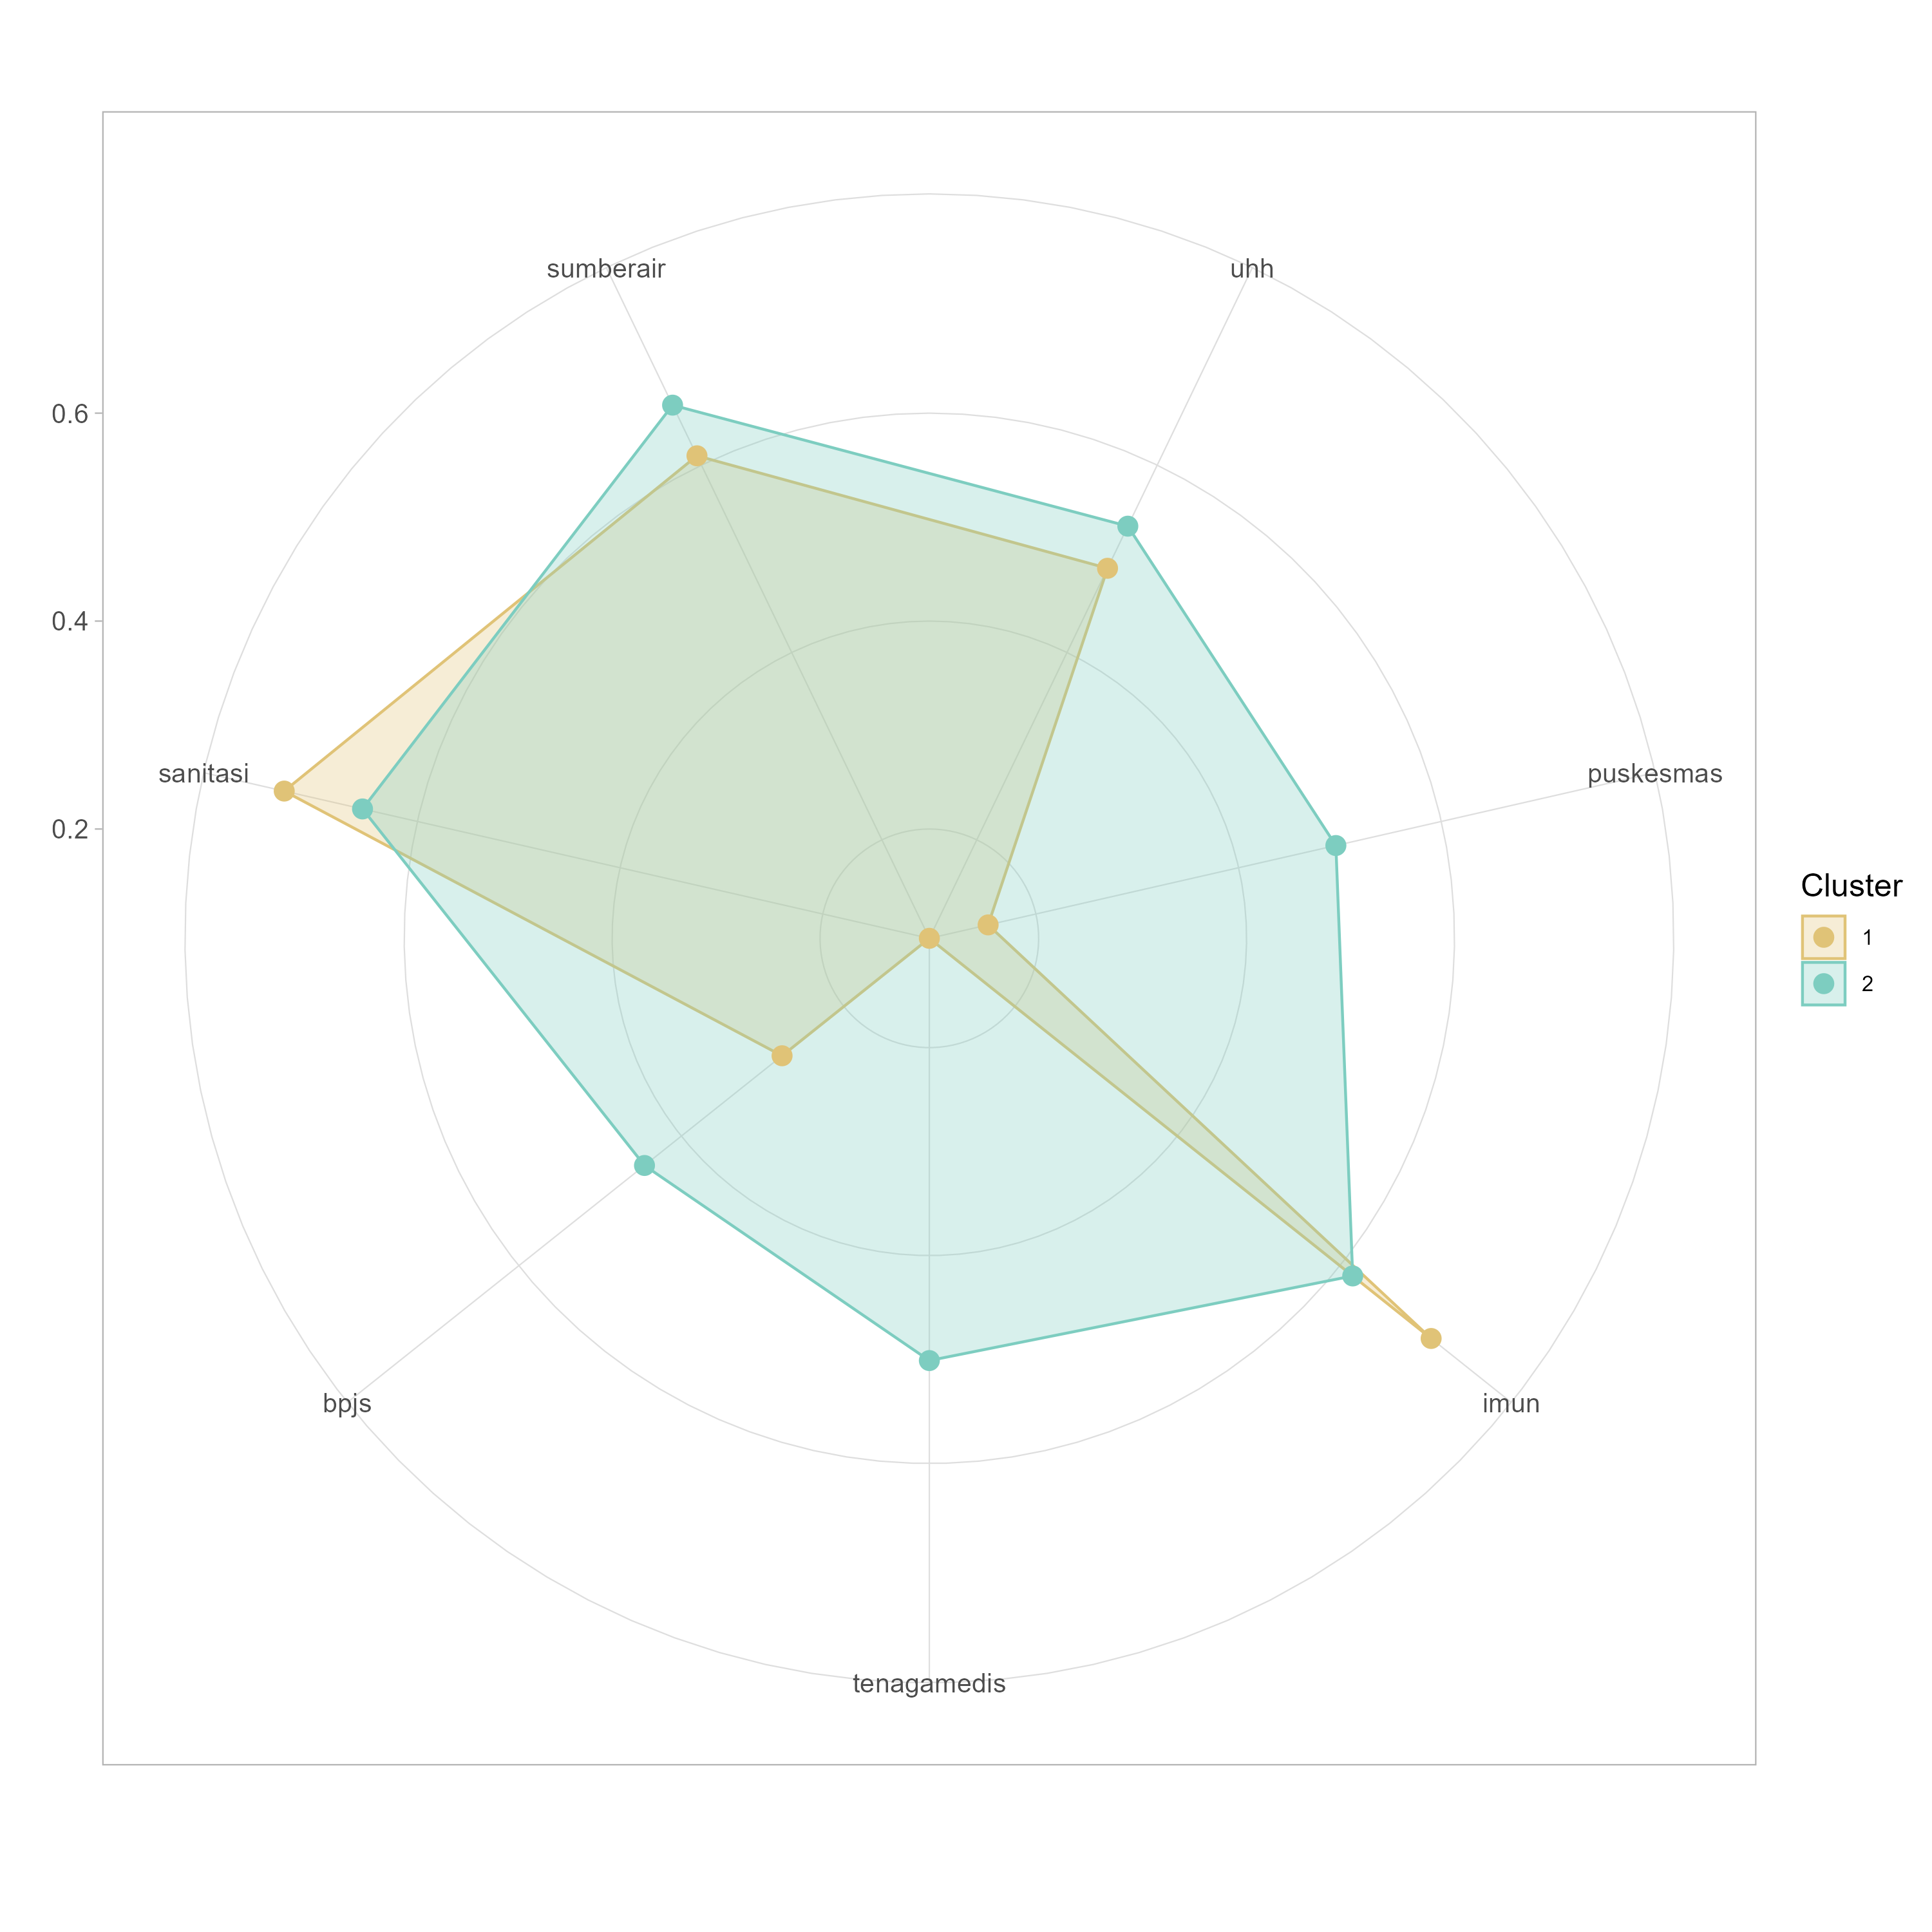 sumberair
uhh
0.6
0.4
0.2
sanitasi
puskesmas
Cluster
1
2
bpjs
imun
tenagamedis